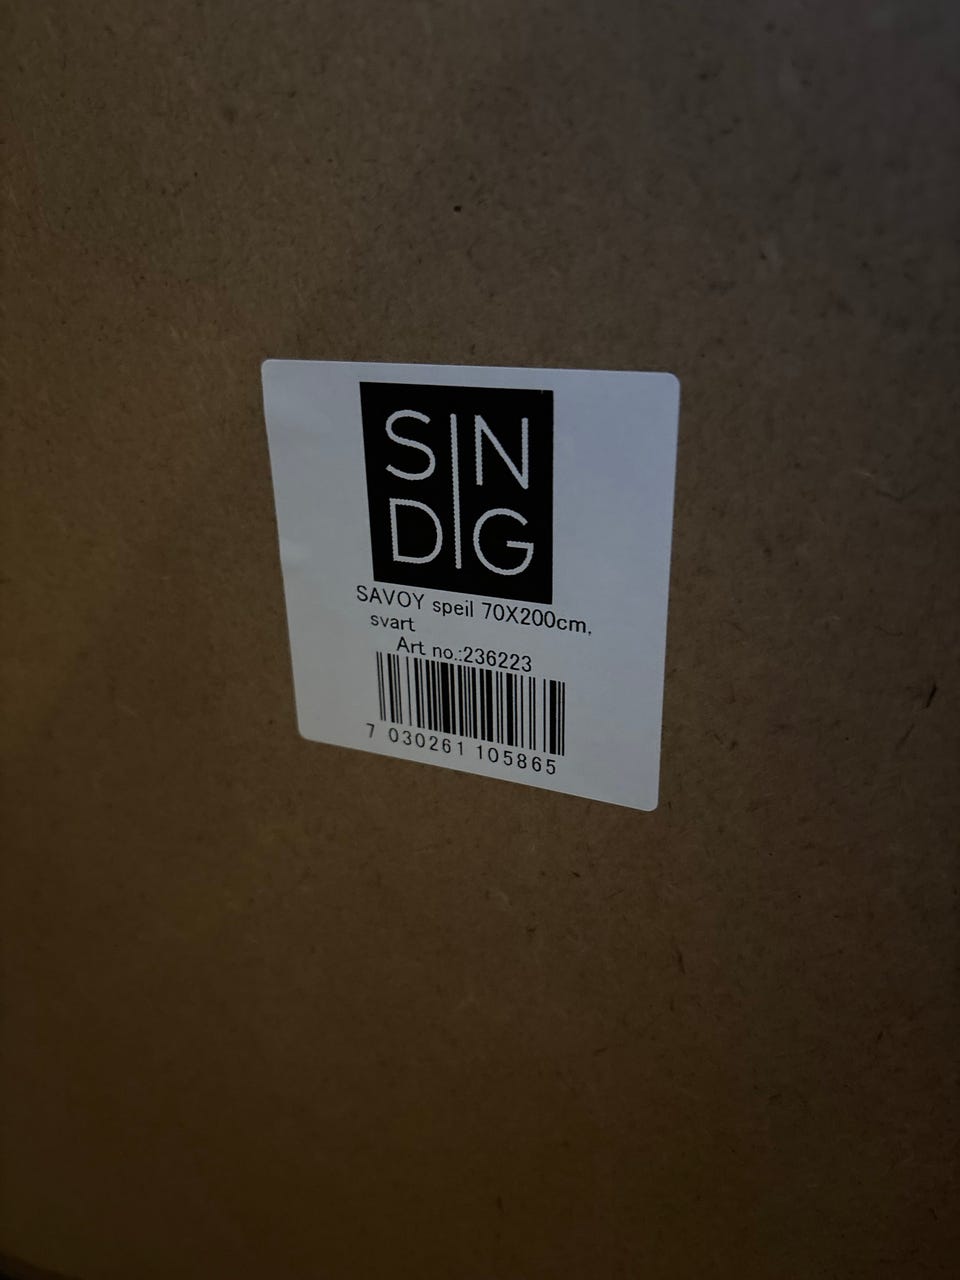 SIN
DIG
SAVOY speil 70X200cm,
svart
Art no.:236223
7 030261 105865